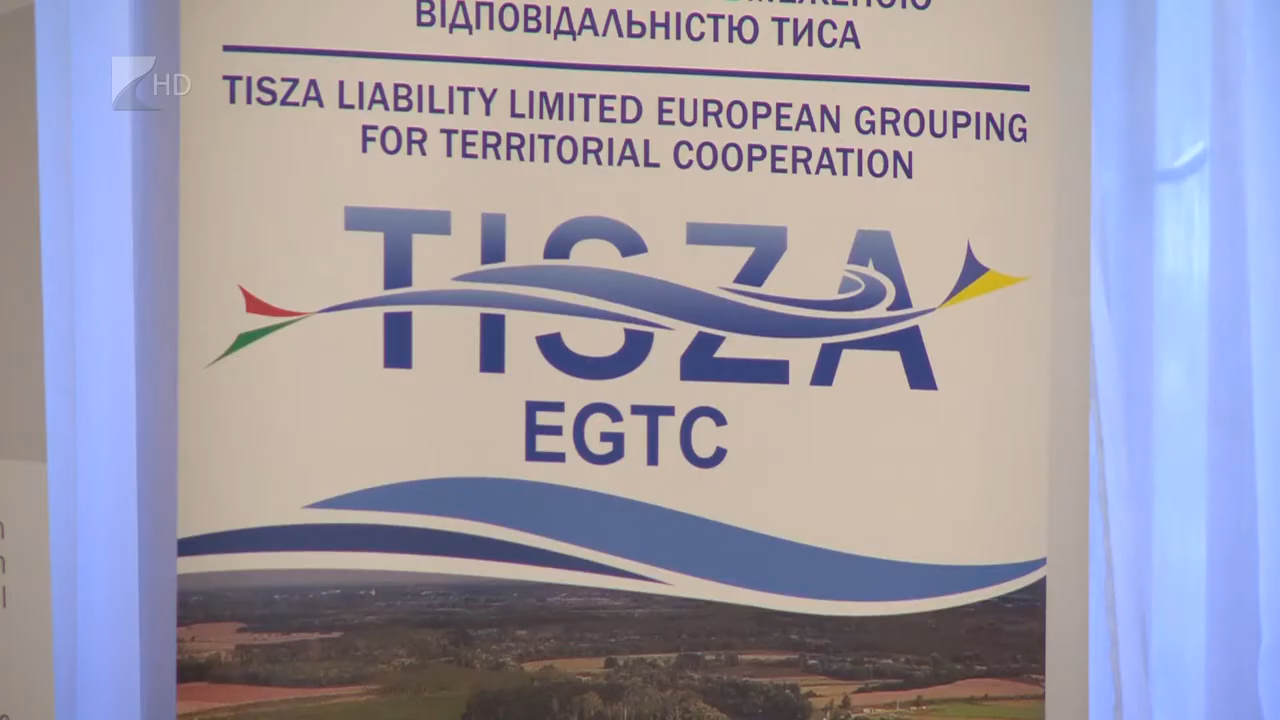 HD
ВІДПОВІДАЛЬНІСТЮ ТИСА
TISZA LIABILITY LIMITED EUROPEAN GROUPING
FOR TERRITORIAL COOPERATION
TISZA
EGTC